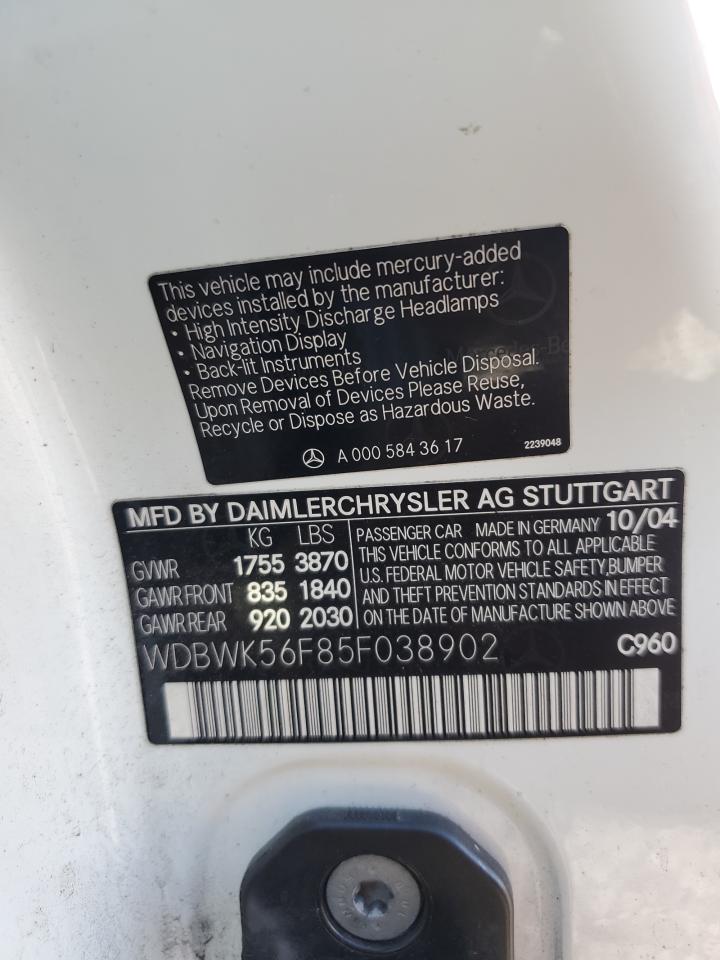 This vehicle may include mercury-added
devices installed by the manufacturer:
• High Intensity Discharge Headlamps
• Navigation Display
• Back-lit Instruments
Remove Devices Before Vehicle Disposal.
Upon Removal of Devices Please Reuse,
Recycle or Dispose as Hazardous Waste.
A 000 584 36 17 2239048
MFD BY DAIMLERCHRYSLER AG STUTTGART
KG LBS
GVWR 1755 3870
GAWR FRONT 835 1840
GAWR REAR 920 2030
PASSENGER CAR MADE IN GERMANY 10/04
THIS VEHICLE CONFORMS TO ALL APPLICABLE
U.S. FEDERAL MOTOR VEHICLE SAFETY,BUMPER
AND THEFT PREVENTION STANDARDS IN EFFECT
ON THE DATE OF MANUFACTURE SHOWN ABOVE
WDBWK56F85F038902 C960